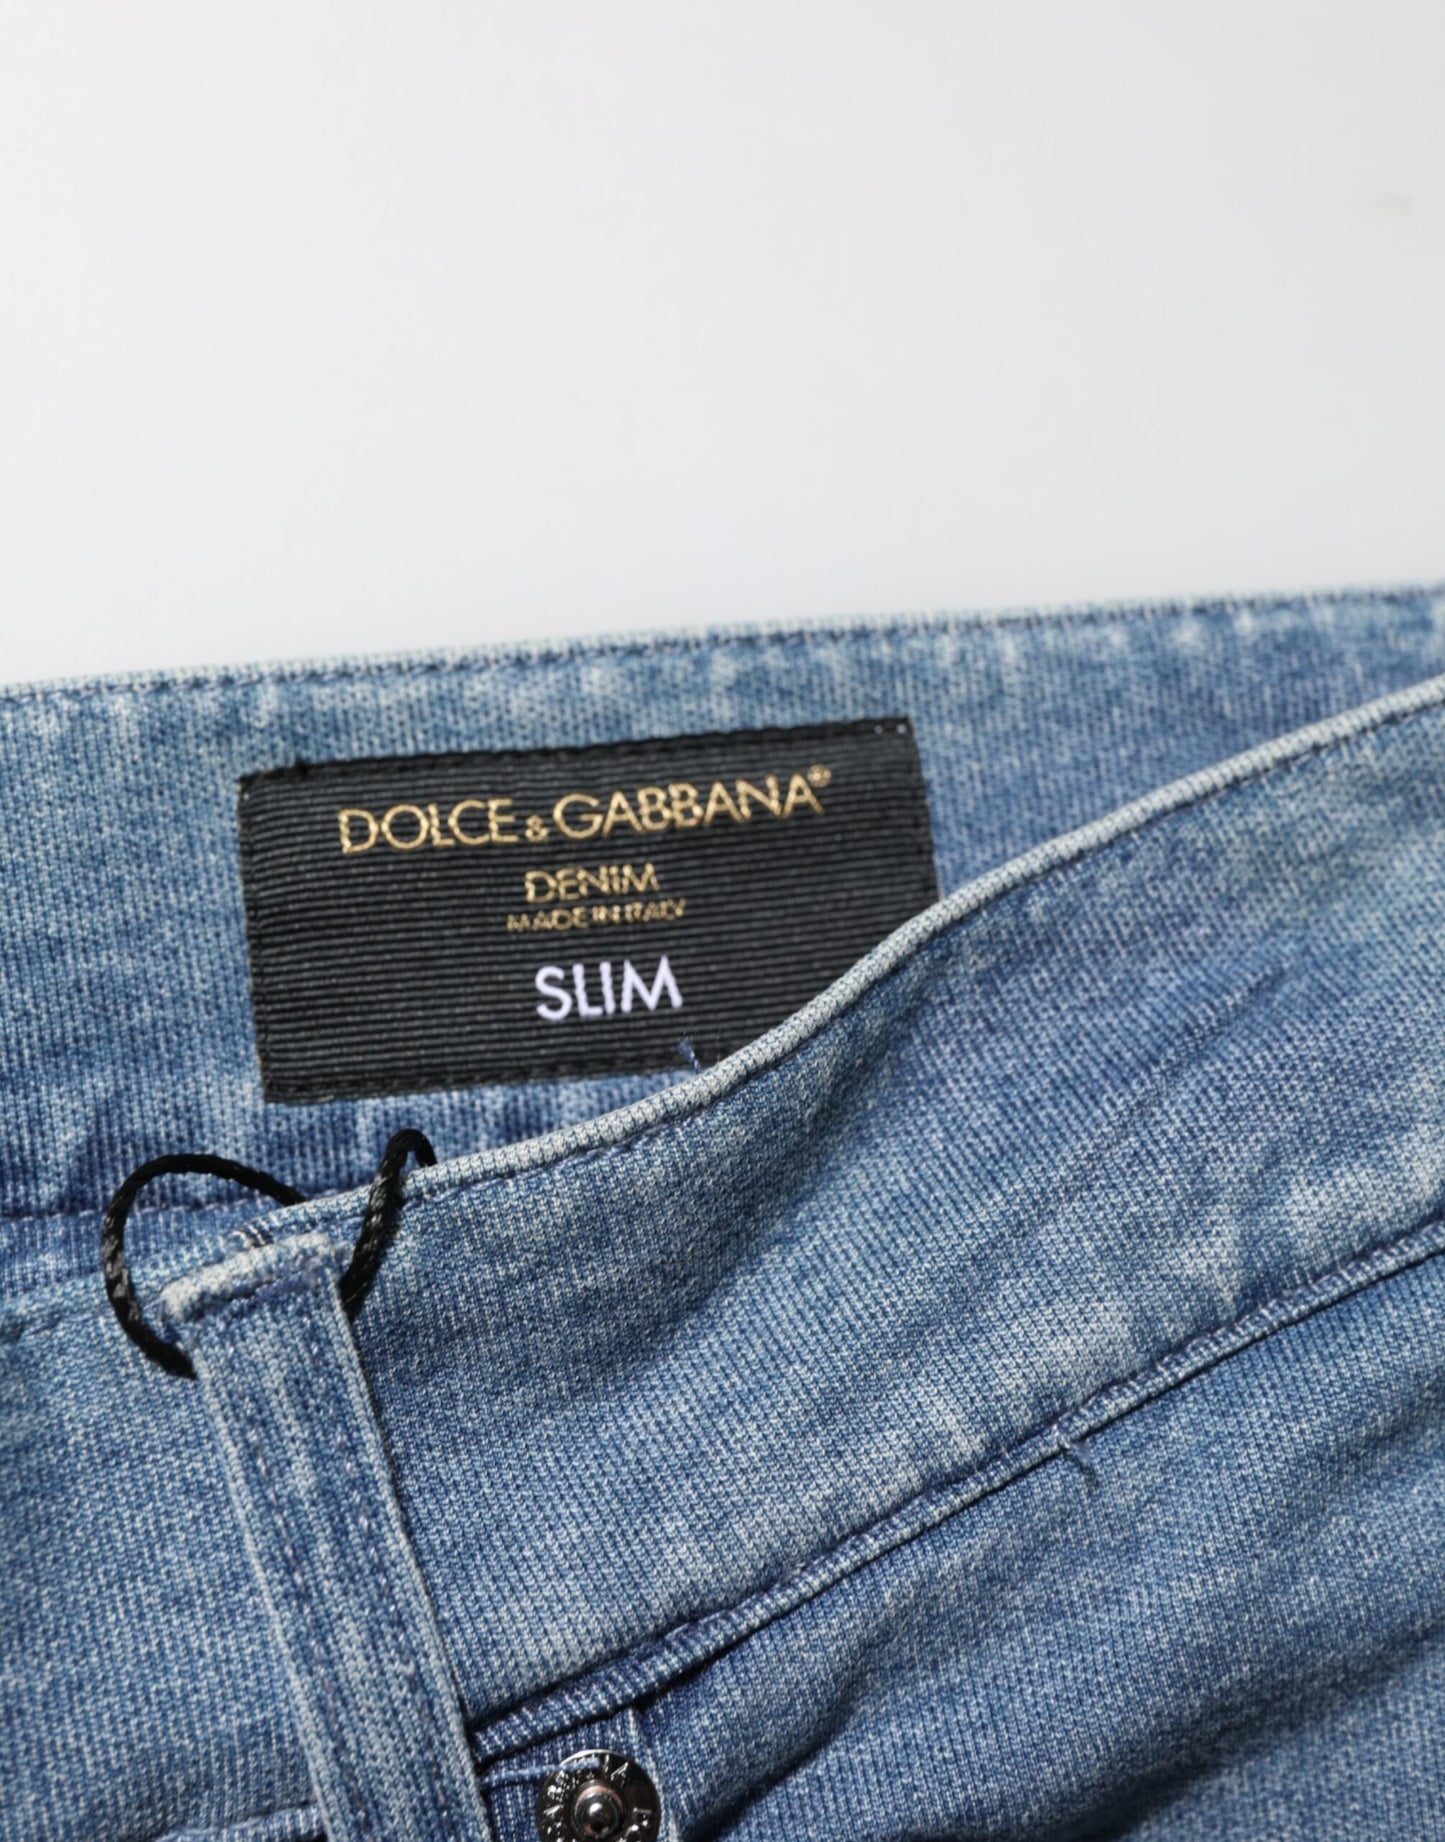 DOLCE & GABBANA®
DENIM
MADE IN ITALY
SLIM